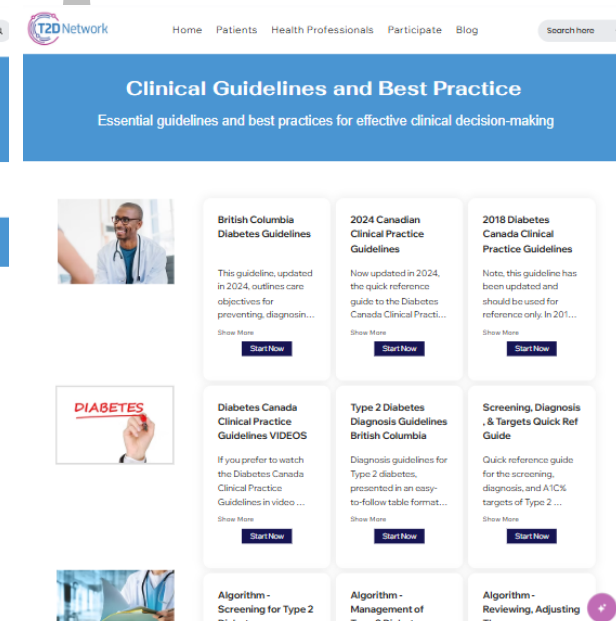 T2D Network
Home Patients Health Professionals Participate Blog
Search here
Clinical Guidelines and Best Practice
Essential guidelines and best practices for effective clinical decision-making
British Columbia
Diabetes Guidelines
This guideline, updated
in 2024, outlines care
objectives for
preventing, diagnosin...
Show More
Start Now
2024 Canadian
Clinical Practice
Guidelines
Now updated in 2024,
the quick reference
guide to the Diabetes
Canada Clinical Practi...
Show More
Start Now
2018 Diabetes
Canada Clinical
Practice Guidelines
Note, this guideline has
been updated and
should be used for
reference only. In 201...
Show More
Start Now
DIABETES
Diabetes Canada
Clinical Practice
Guidelines VIDEOS
If you prefer to watch
the Diabetes Canada
Clinical Practice
Guidelines in video ...
Show More
Start Now
Type 2 Diabetes
Diagnosis Guidelines
British Columbia
Diagnosis guidelines for
Type 2 diabetes,
presented in an easy-
to-follow table format...
Show More
Start Now
Screening, Diagnosis
, & Targets Quick Ref
Guide
Quick reference guide
for the screening,
diagnosis, and A1C%
targets of Type 2 ...
Show More
Start Now
Algorithm -
Screening for Type 2
Algorithm -
Management of
Algorithm -
Reviewing, Adjusting